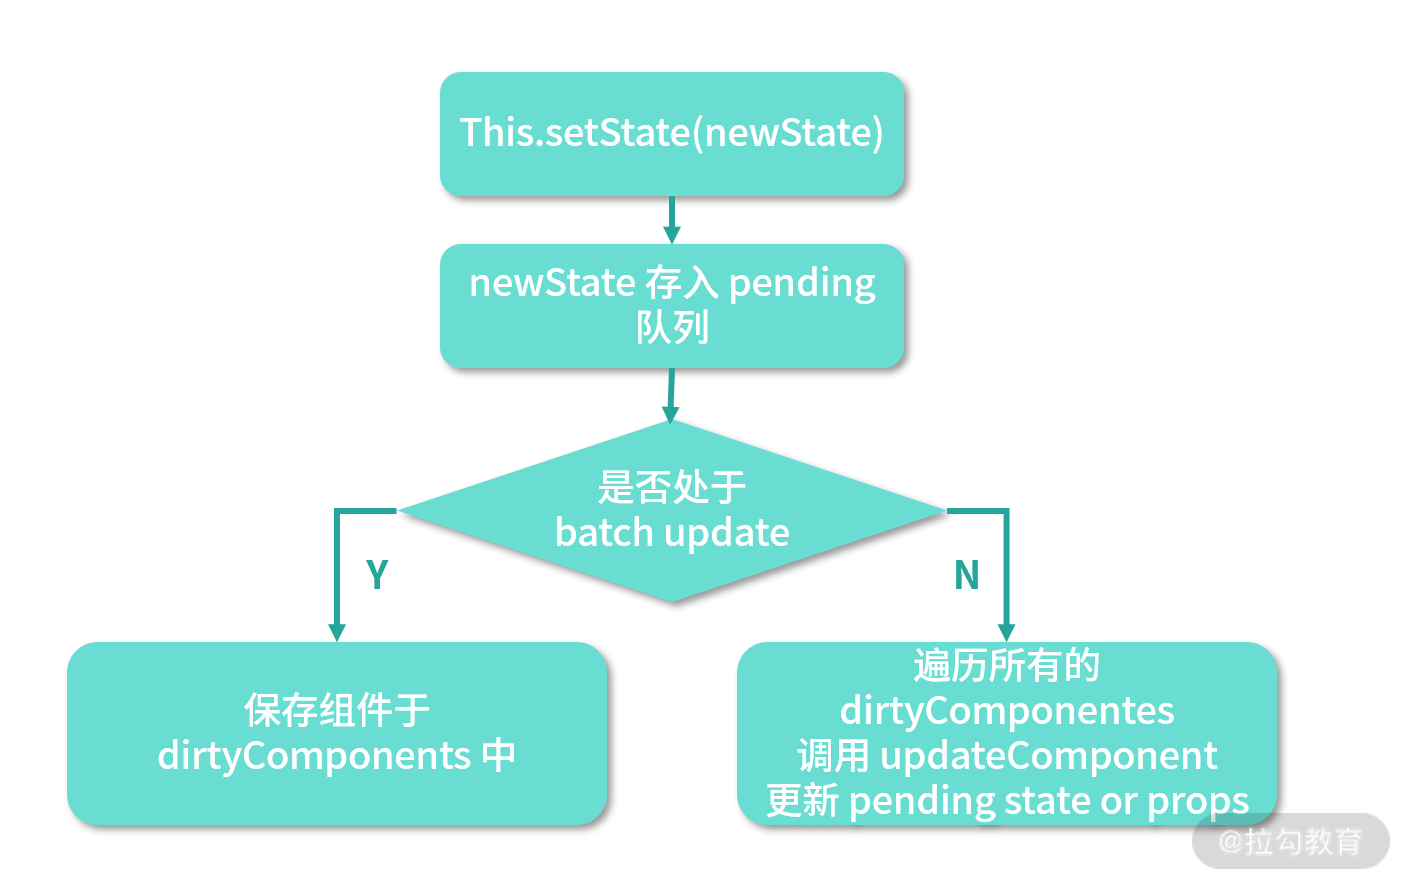 This.setState(newState)
newState 存入 pending
队列
是否处于
batch update
Y
N
保存组件于
dirtyComponents 中
遍历所有的
dirtyComponentes
调用 updateComponent
更新 pending state or props
@拉勾教育